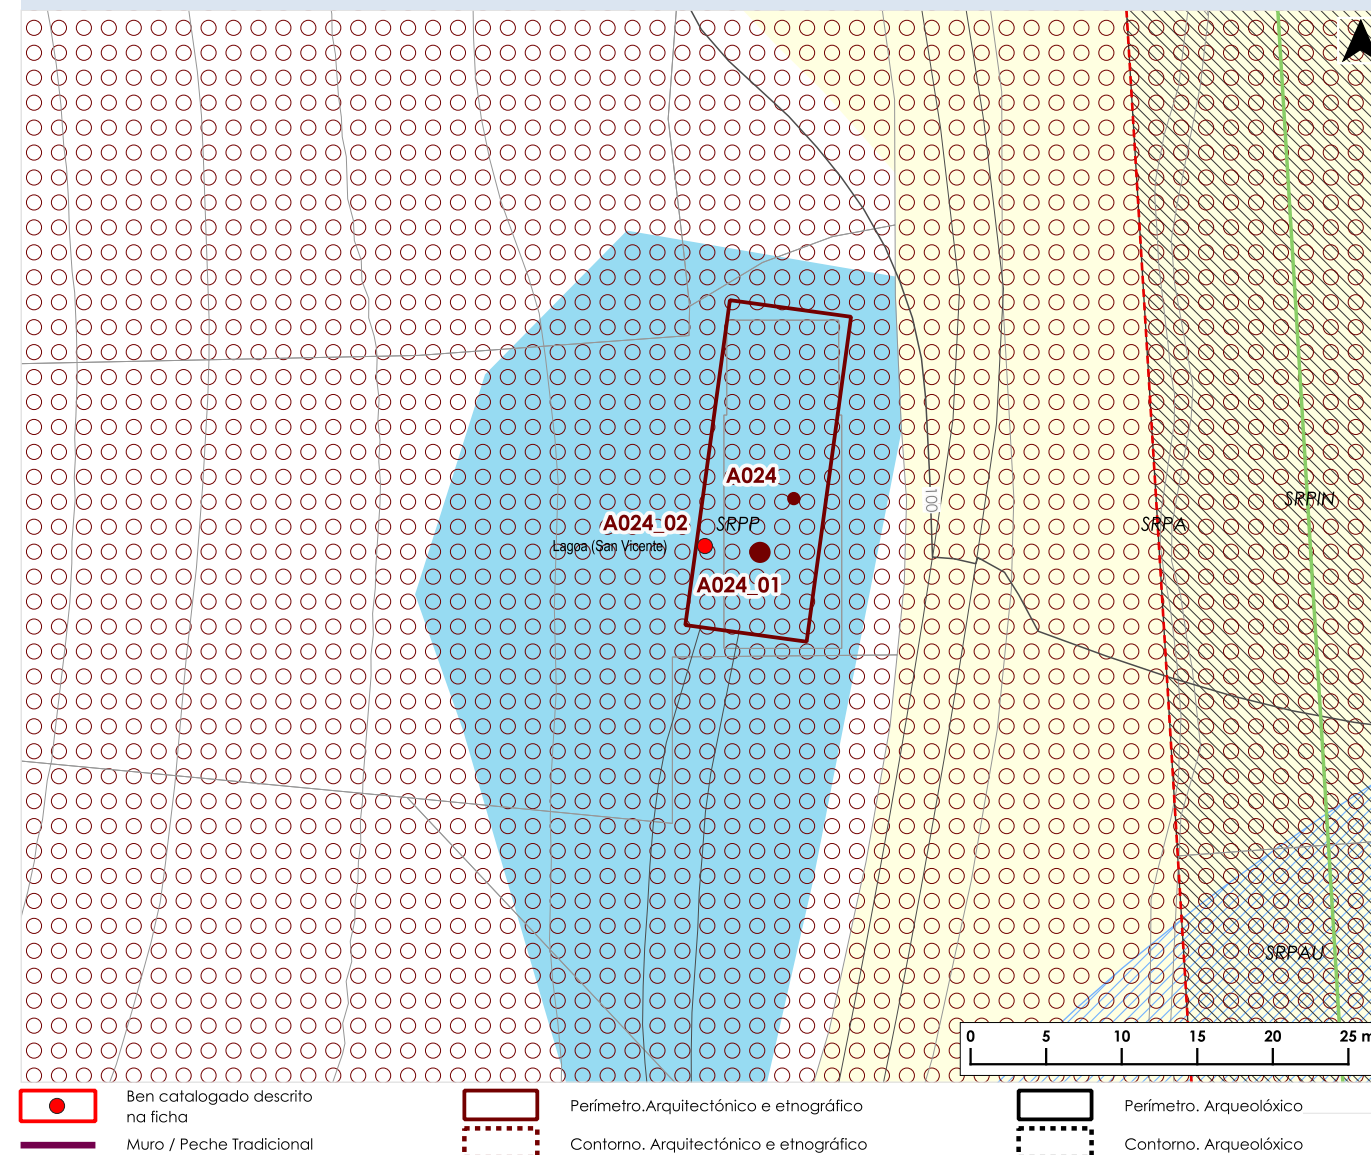 A024
100
SRPIN
A024_02
SRPP
SRPA
Lagoa (San Vicente)
A024_01
SRPAU
0 5 10 15 20 25 m
Ben catalogado descrito
na ficha
Perímetro.Arquitectónico e etnográfico
Perímetro. Arqueolóxico
Muro / Peche Tradicional
Contorno. Arquitectónico e etnográfico
Contorno. Arqueolóxico